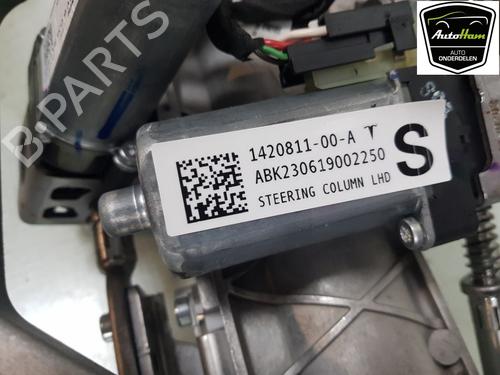 AutoHam
AUTO
ONDERDELEN
B-PARTS
1420811-00-A T
ABK230619002250
S
STEERING COLUMN LHD